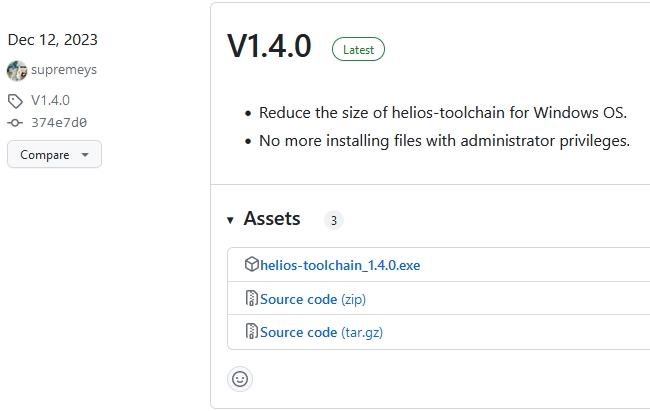 Dec 12, 2023
supremeys
V1.4.0
374e7d0
Compare
V1.4.0 Latest
Reduce the size of helios-toolchain for Windows OS.
No more installing files with administrator privileges.
Assets 3
helios-toolchain_1.4.0.exe
Source code (zip)
Source code (tar.gz)